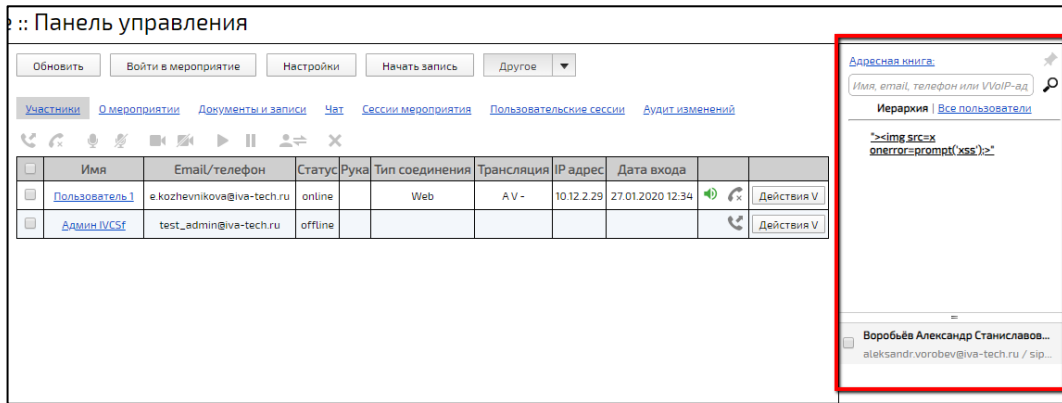 e :: Панель управления
Обновить Войти в мероприятие Настройки Начать запись Другое ▼
Участники О мероприятии Документы и записи Чат Сессии мероприятия Пользовательские сессии Аудит изменений
Имя Email/телефон Статус Рука Тип соединения Трансляция IP адрес Дата входа
Пользователь 1 e.kozhevnikova@iva-tech.ru online Web A V - 10.12.2.29 27.01.2020 12:34 Действия V
Админ IVCSf test_admin@iva-tech.ru offline Действия V
Адресная книга:
Имя, email, телефон или VVoIP-ад
Иерархия | Все пользователи
"><img src=x
onerror=prompt('xss');>"
Воробьёв Александр Станиславов...
aleksandr.vorobev@iva-tech.ru / sip...